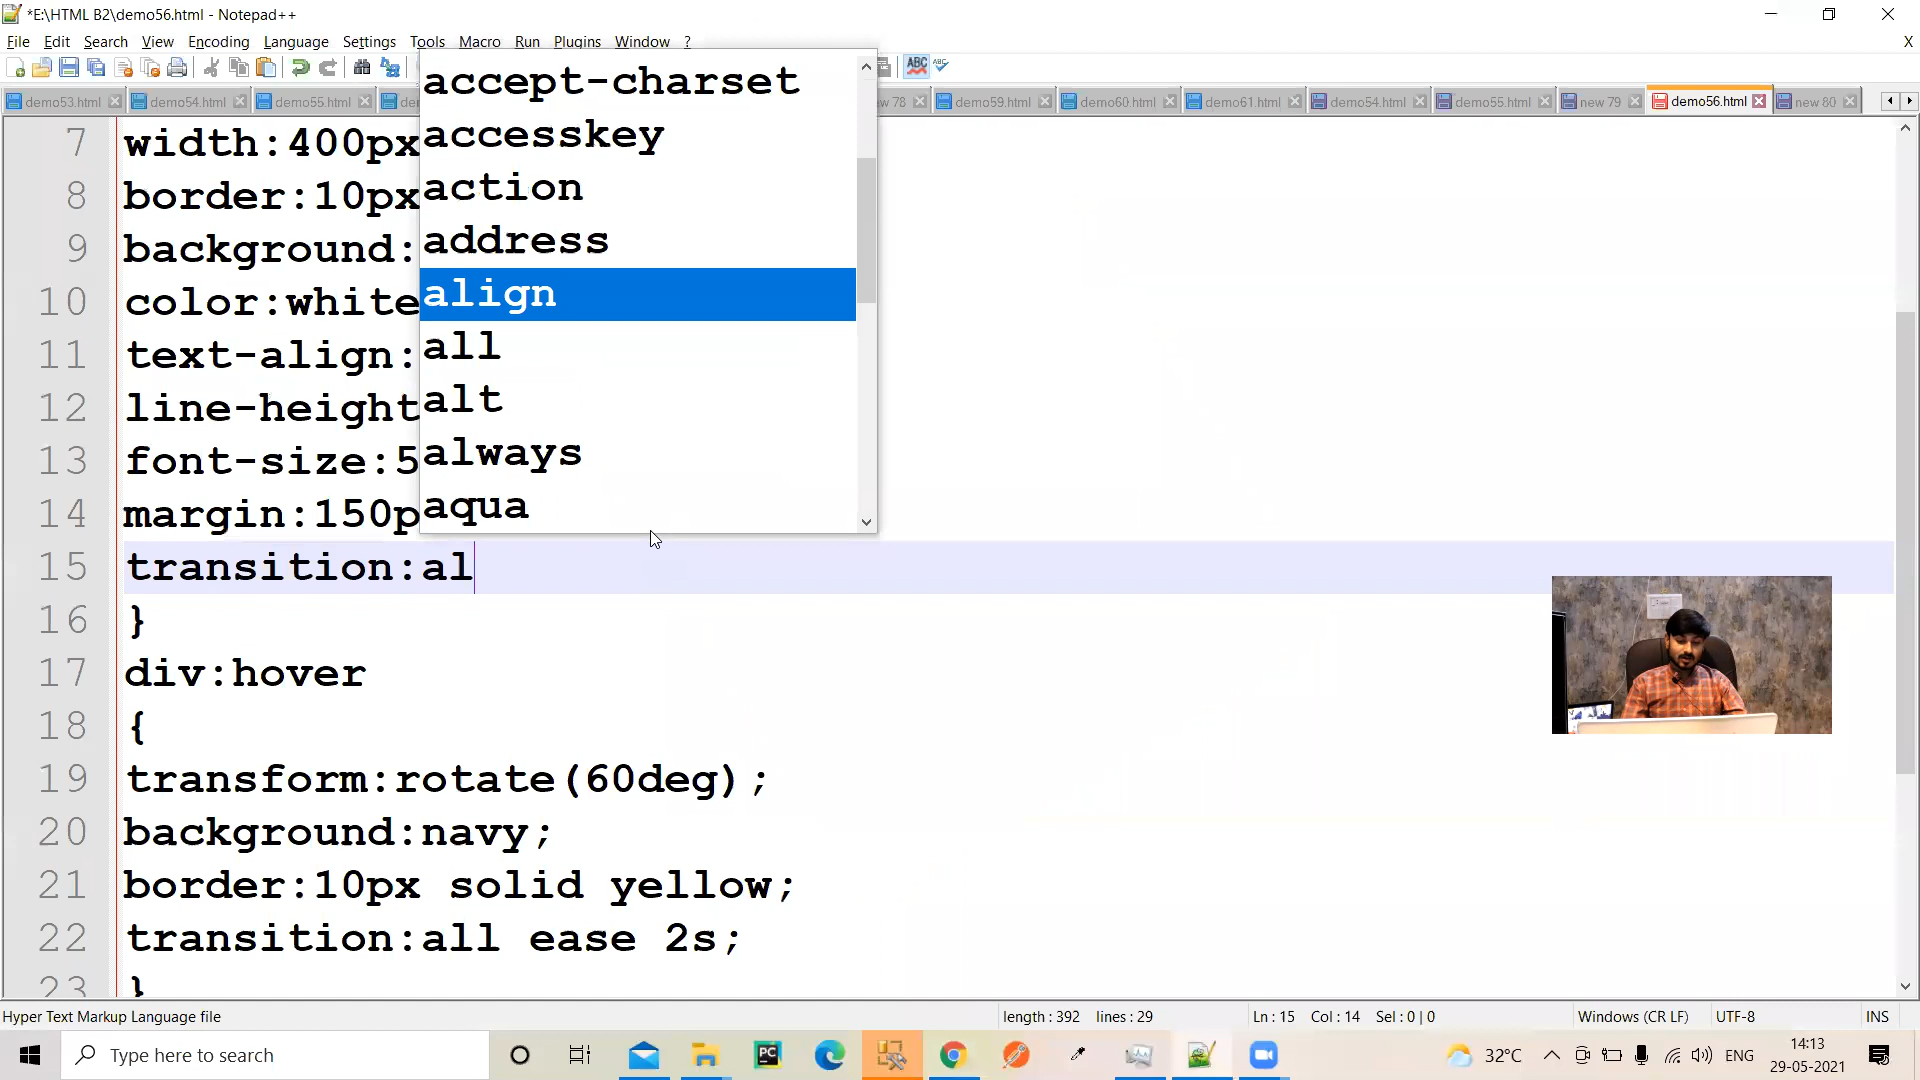 *E:\HTML B2\demo56.html - Notepad++
File Edit Search View Encoding Language Settings Tools Macro Run Plugins Window ? X
demo53.html demo54.html demo55.html 78 demo59.html demo60.html demo61.html demo54.html demo55.html new 79 demo56.html new 80
accept-charset
accesskey
action
address
align
all
alt
always
aqua
7 width:400px
8 border:10px
9 background:
10 color:white
11 text-align:
12 line-height
13 font-size:5
14 margin:150p
15 transition:al
16 }
17 div:hover
18 {
19 transform:rotate(60deg);
20 background:navy;
21 border:10px solid yellow;
22 transition:all ease 2s;
23 }
Hyper Text Markup Language file length : 392 lines : 29 Ln : 15 Col : 14 Sel : 0 | 0 Windows (CR LF) UTF-8 INS
Type here to search 32°C ENG 14:13
29-05-2021